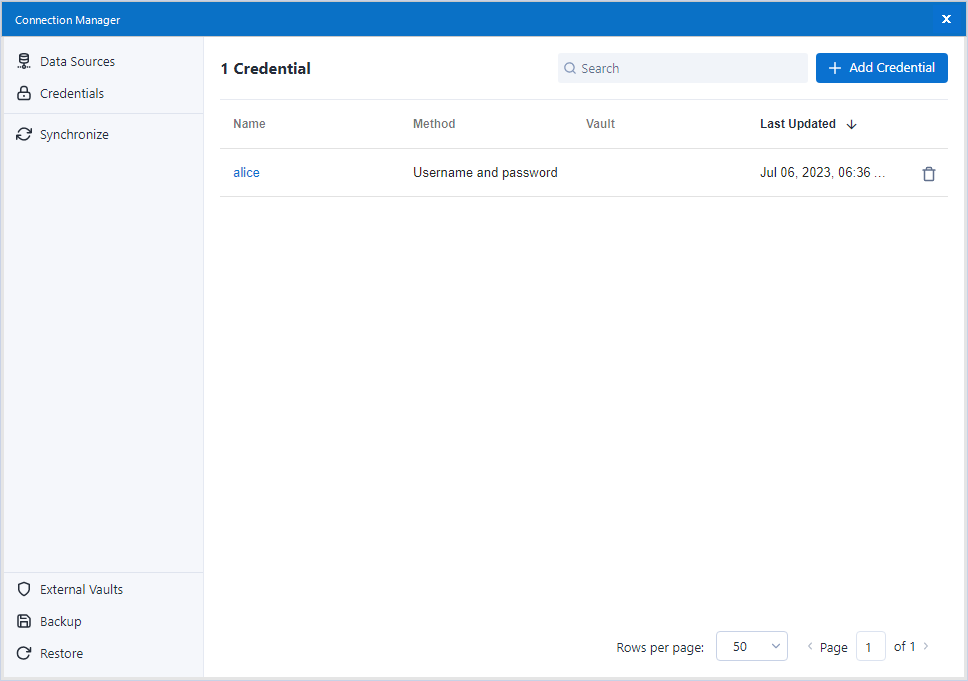 Connection Manager
Data Sources
Credentials
Synchronize
External Vaults
Backup
Restore
1 Credential
Search
Add Credential
Name Method Vault Last Updated
alice Username and password Jul 06, 2023, 06:36 ...
Rows per page: 50 Page 1 of 1